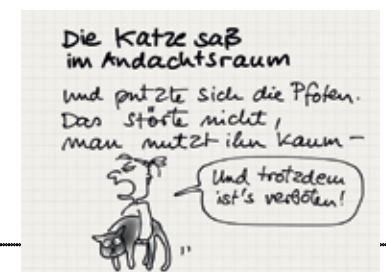 Die Katze saß
im Andachtsraum
und putzte sich die Pfoten.
Das störte nicht,
man nutzt ihn kaum –
Und trotzdem
ist's verboten!